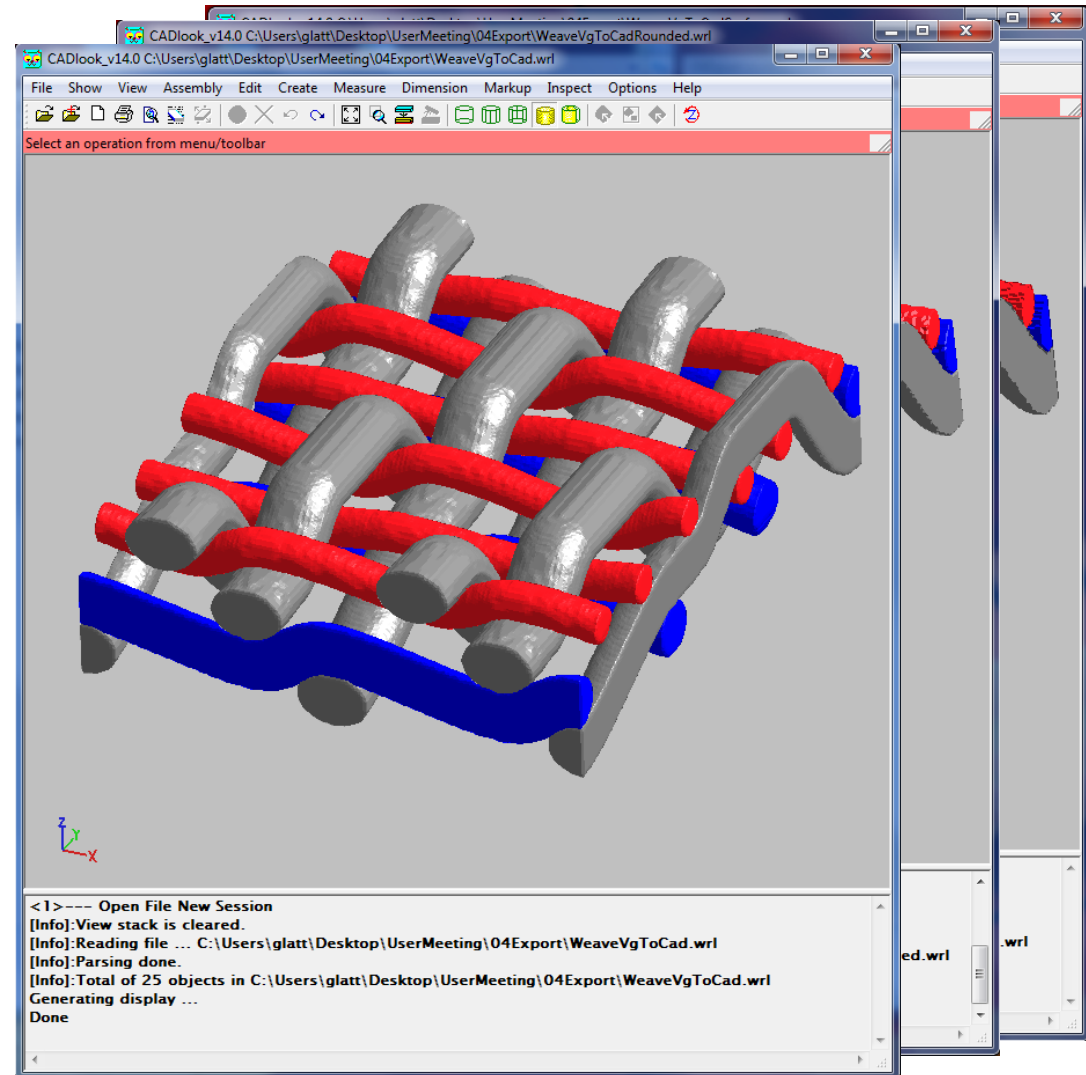 CADlook_v14.0 C:\Users\glatt\Desktop\UserMeeting\04Export\WeaveVgToCadRounded.wrl
CADlook_v14.0 C:\Users\glatt\Desktop\UserMeeting\04Export\WeaveVgToCad.wrl
File Show View Assembly Edit Create Measure Dimension Markup Inspect Options Help
Select an operation from menu/toolbar
Z
Y
X
<1>--- Open File New Session
[Info]:View stack is cleared.
[Info]:Reading file ... C:\Users\glatt\Desktop\UserMeeting\04Export\WeaveVgToCad.wrl
[Info]:Parsing done.
[Info]:Total of 25 objects in C:\Users\glatt\Desktop\UserMeeting\04Export\WeaveVgToCad.wrl
Generating display ...
Done
ed.wrl
.wrl